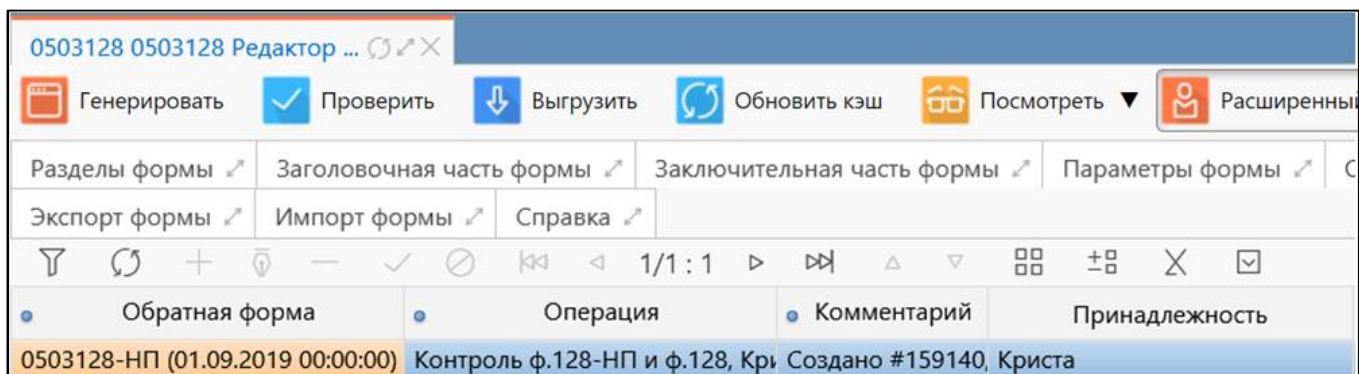 0503128 0503128 Редактор ...
Генерировать Проверить Выгрузить Обновить кэш Посмотреть ▼ Расширенный
Разделы формы Заголовочная часть формы Заключительная часть формы Параметры формы С
Экспорт формы Импорт формы Справка
1/1 : 1
Обратная форма Операция Комментарий Принадлежность
0503128-НП (01.09.2019 00:00:00) Контроль ф.128-НП и ф.128, Кри Создано #159140, Криста